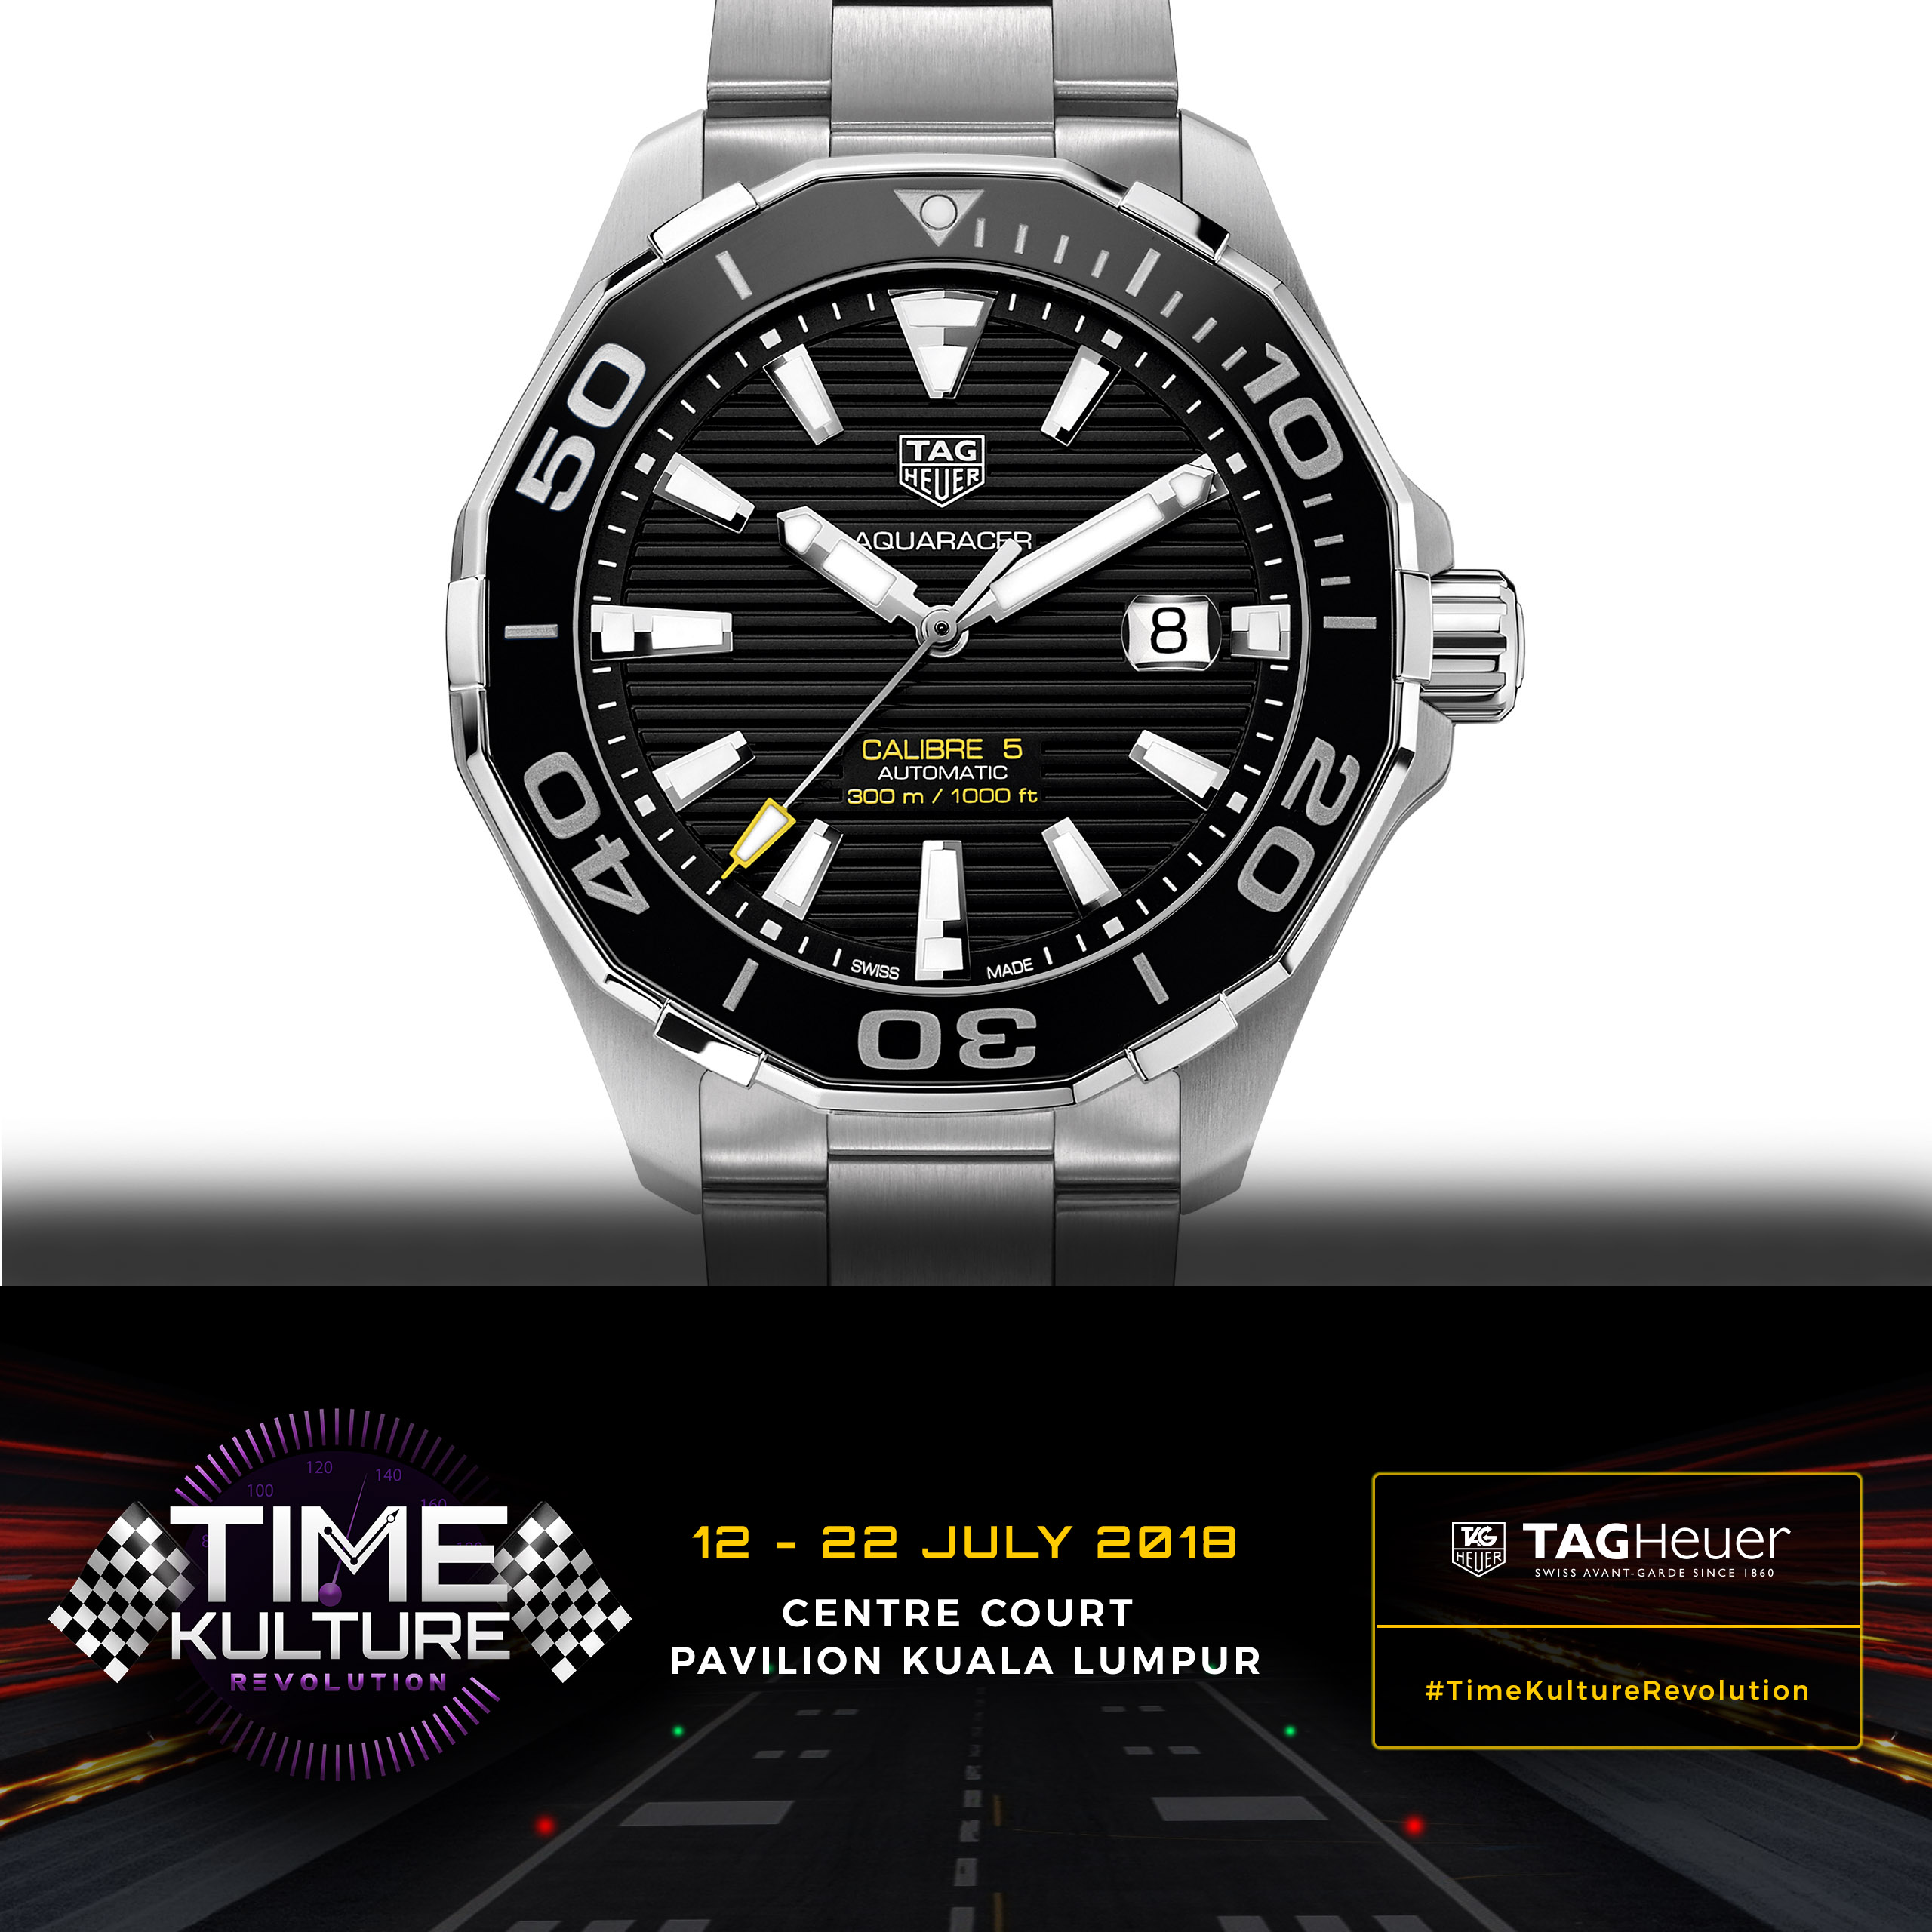 10
20
30
40
50
TAG
HEUER
AQUARACER
8
CALIBRE 5
AUTOMATIC
300 m / 1000 ft
SWISS MADE
100 120 140 160
TIME
KULTURE
REVOLUTION
12 - 22 JULY 2018
CENTRE COURT
PAVILION KUALA LUMPUR
TAG
HEUER
TAGHeuer
SWISS AVANT-GARDE SINCE 1860
#TimeKultureRevolution